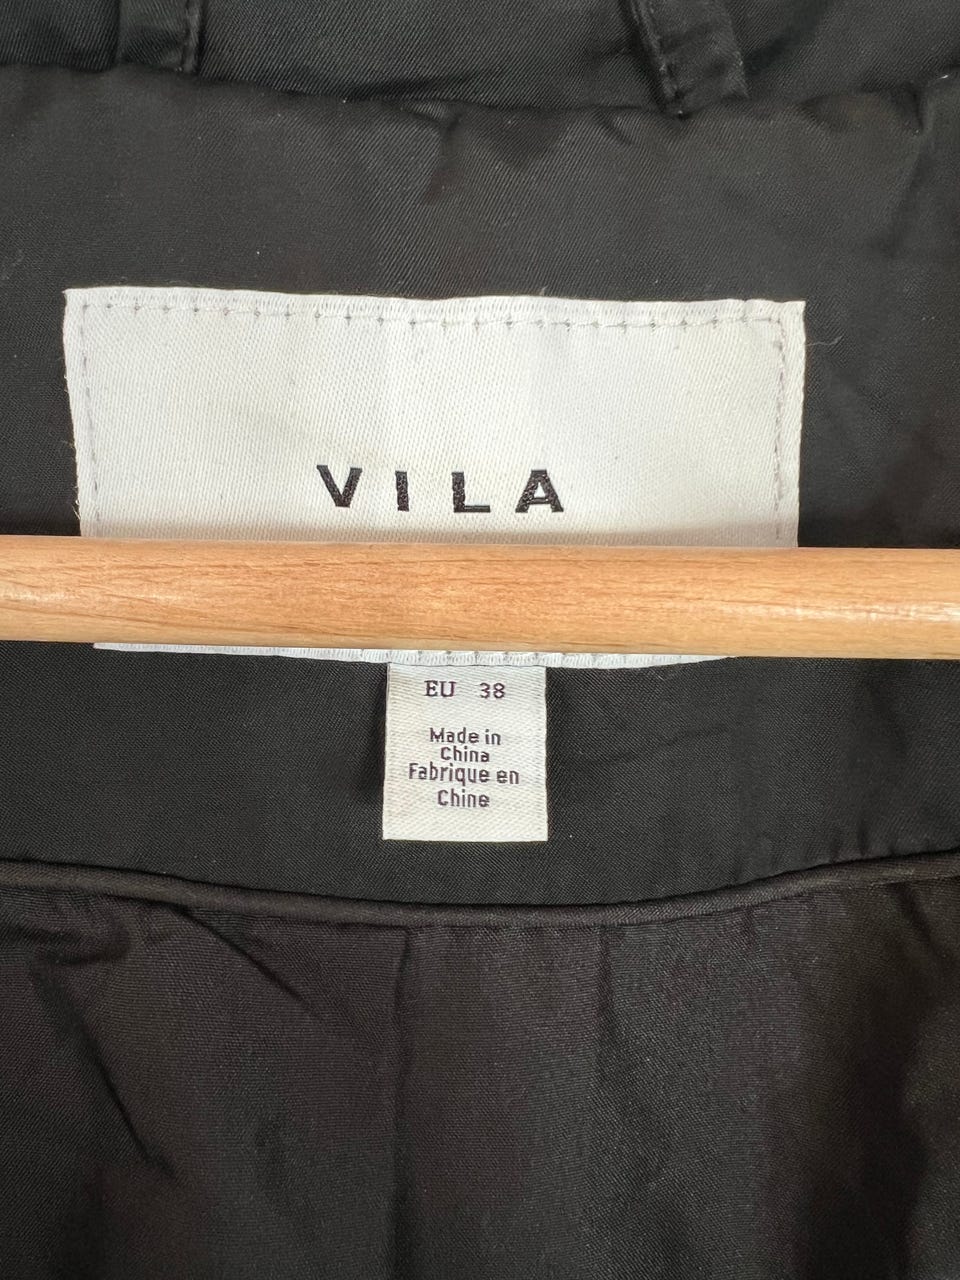 VILA
EU 38
Made in
China
Fabrique en
Chine